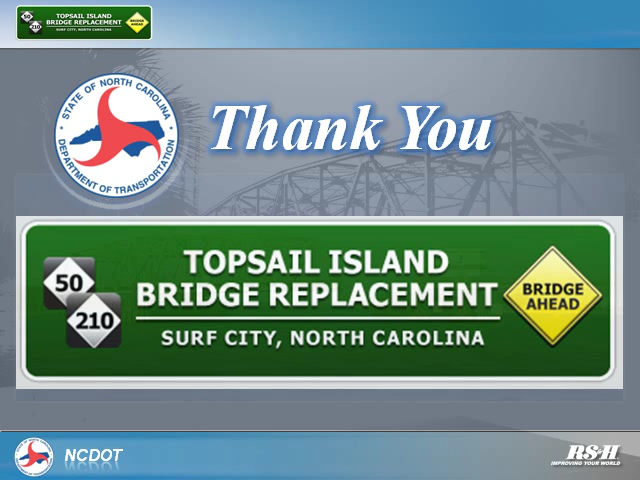 50
210
TOPSAIL ISLAND
BRIDGE REPLACEMENT
SURF CITY, NORTH CAROLINA
BRIDGE
AHEAD
STATE OF NORTH CAROLINA
DEPARTMENT OF TRANSPORTATION
Thank You
50
210
TOPSAIL ISLAND
BRIDGE REPLACEMENT
SURF CITY, NORTH CAROLINA
BRIDGE
AHEAD
NCDOT
RS&H
IMPROVING YOUR WORLD